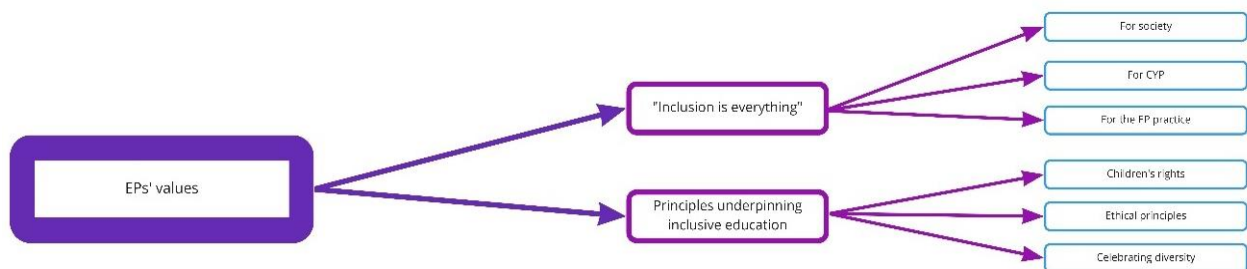 EPs' values
"Inclusion is everything"
Principles underpinning
inclusive education
For society
For CYP
For the EP practice
Children's rights
Ethical principles
Celebrating diversity